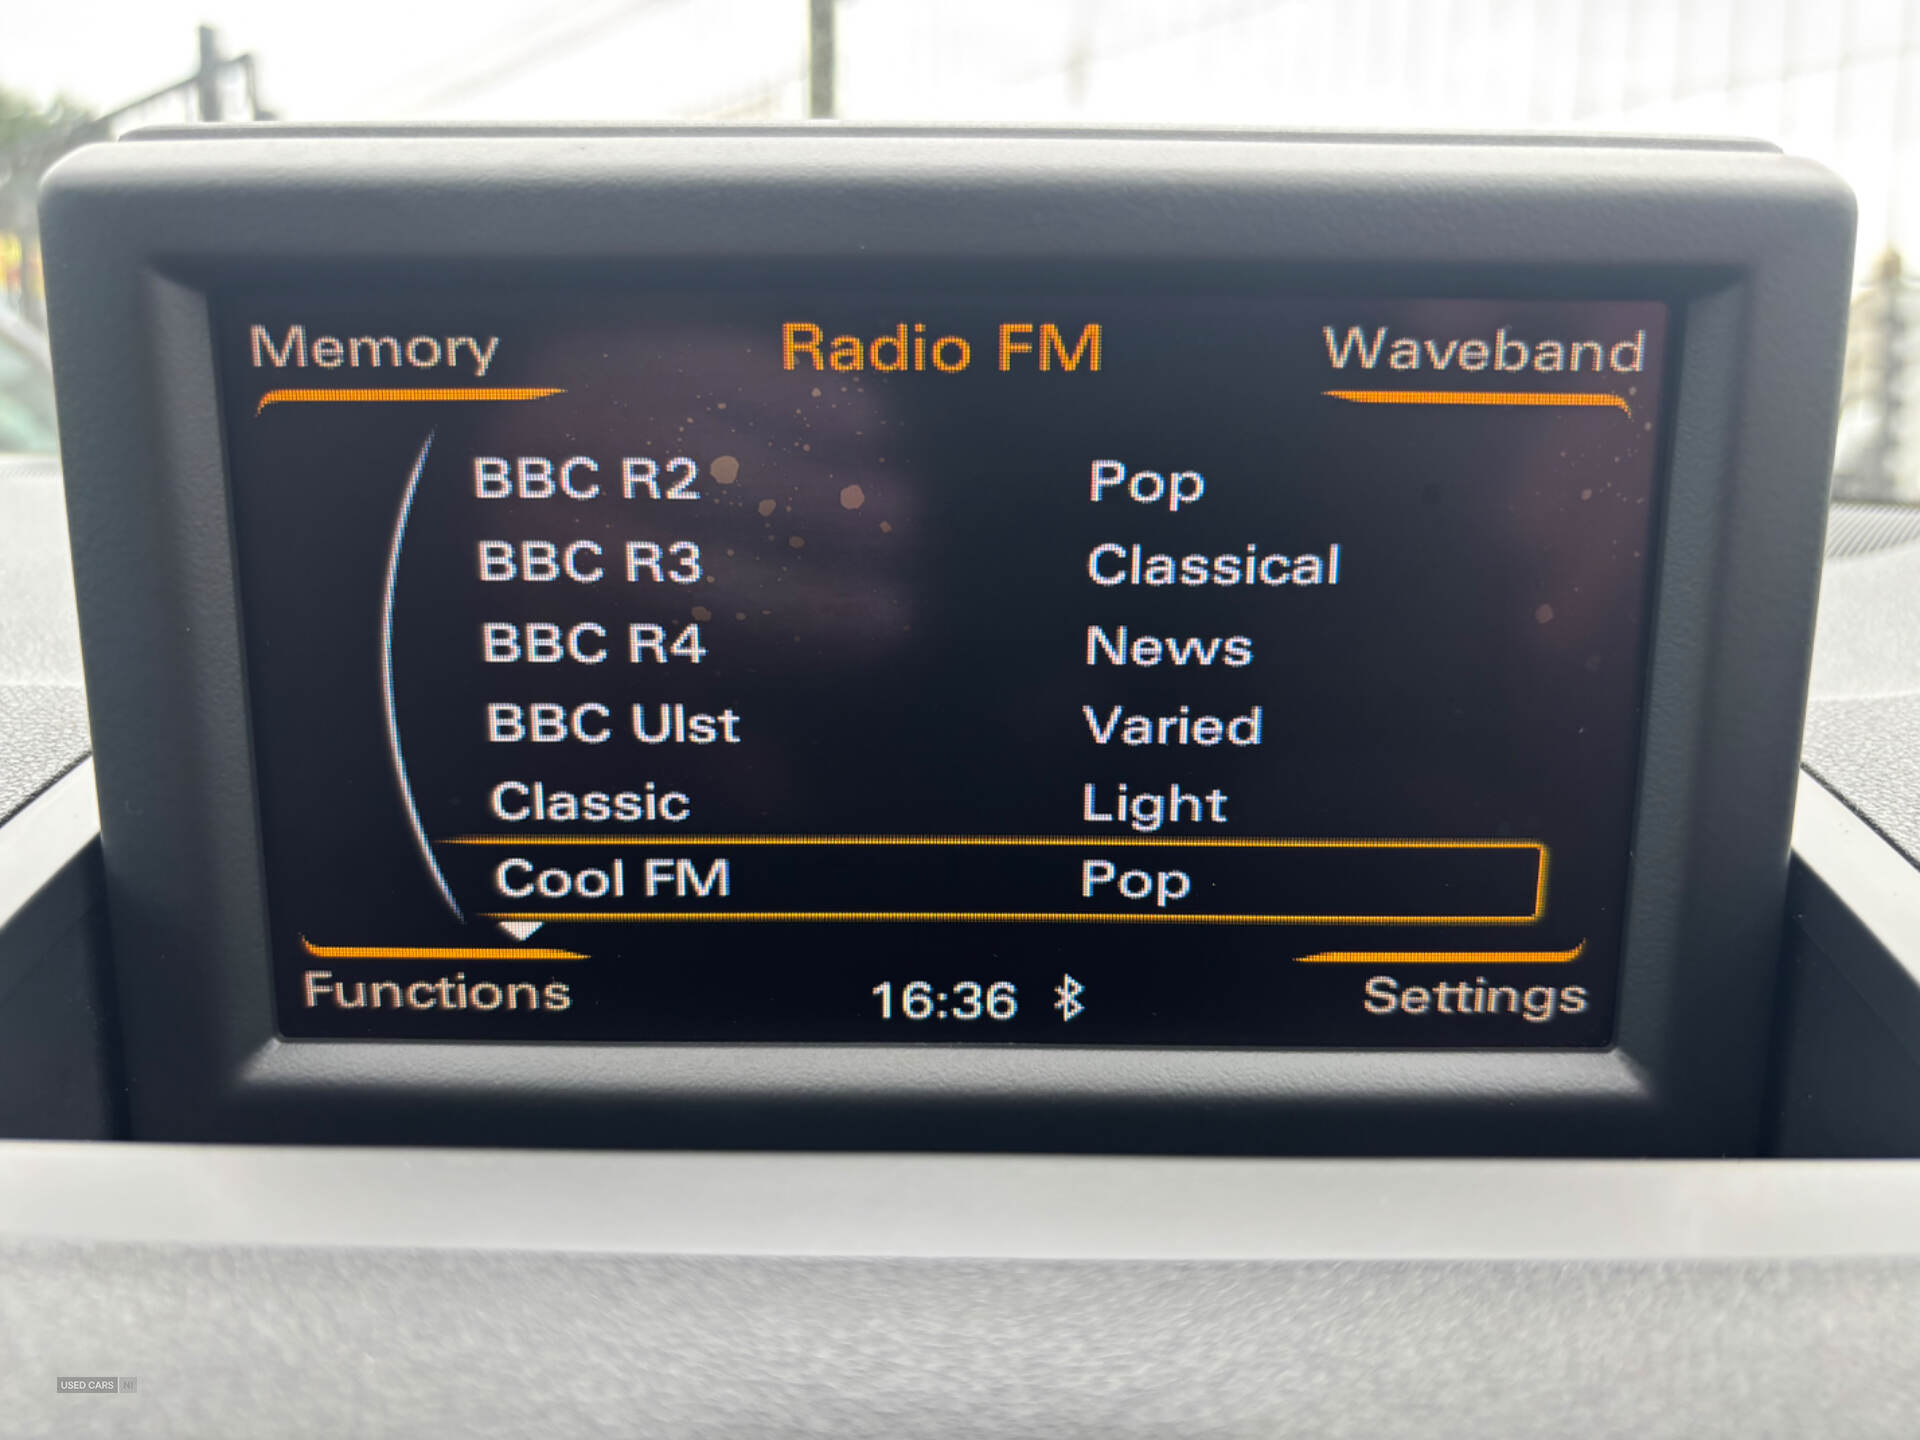 Memory Radio FM Waveband
BBC R2 Pop
BBC R3 Classical
BBC R4 News
BBC Ulst Varied
Classic Light
Cool FM Pop
Functions 16:36 Settings
USED CARS NI